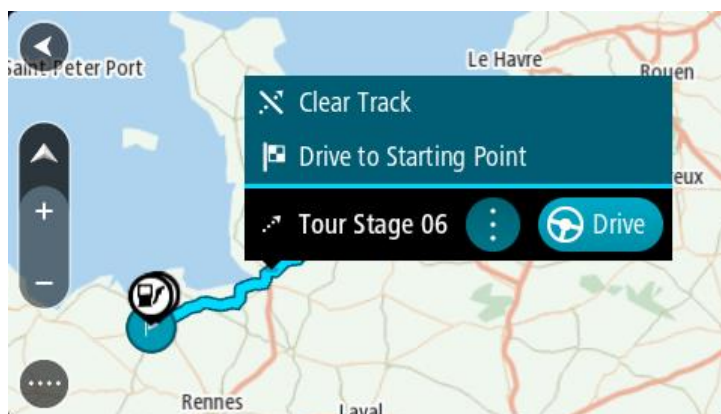 Saint Peter Port
Le Havre
Rouen
Clear Track
Drive to Starting Point
eux
Tour Stage 06
Drive
Rennes
Laval